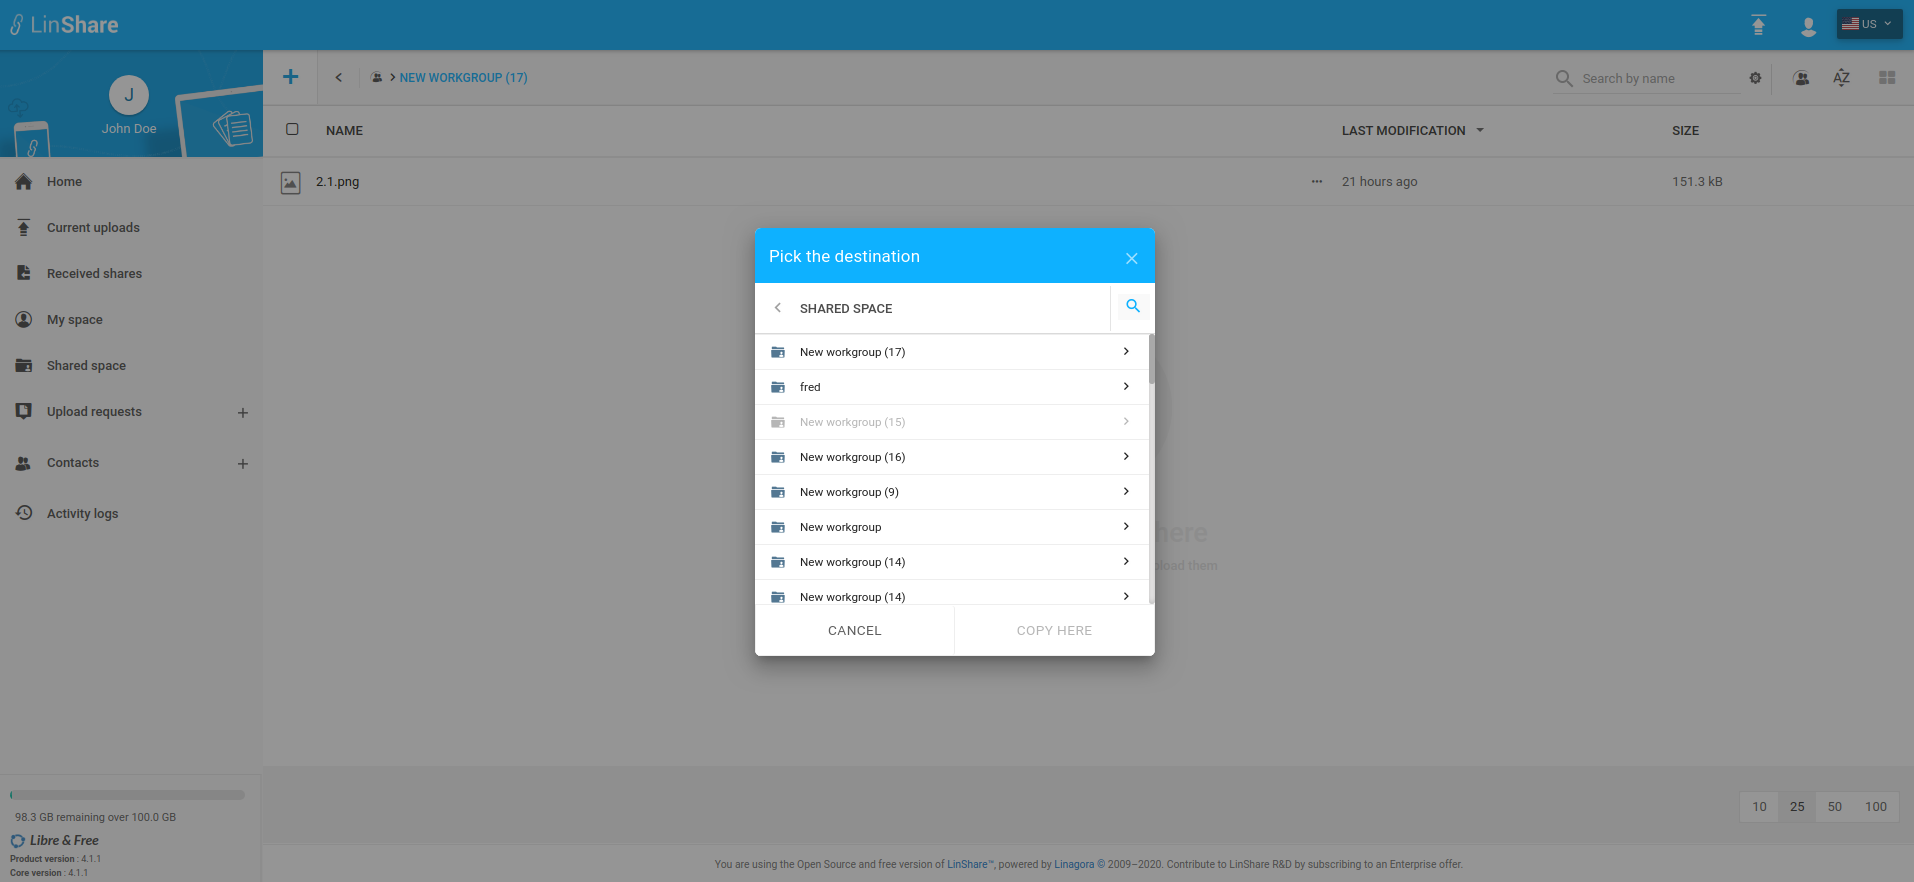 LinShare
US
J
John Doe
NEW WORKGROUP (17)
Search by name
AZ
NAME
LAST MODIFICATION
SIZE
2.1.png
21 hours ago
151.3 kB
Home
Current uploads
Received shares
My space
Shared space
Upload requests
Contacts
Activity logs
Pick the destination
SHARED SPACE
New workgroup (17)
fred
New workgroup (15)
New workgroup (16)
New workgroup (9)
New workgroup
New workgroup (14)
New workgroup (14)
CANCEL
COPY HERE
here
them
10
25
50
100
98.3 GB remaining over 100.0 GB
Libre & Free
Product version : 4.1.1
Core version : 4.1.1
You are using the Open Source and free version of LinShare™, powered by Linagora © 2009–2020. Contribute to LinShare R&D by subscribing to an Enterprise offer.